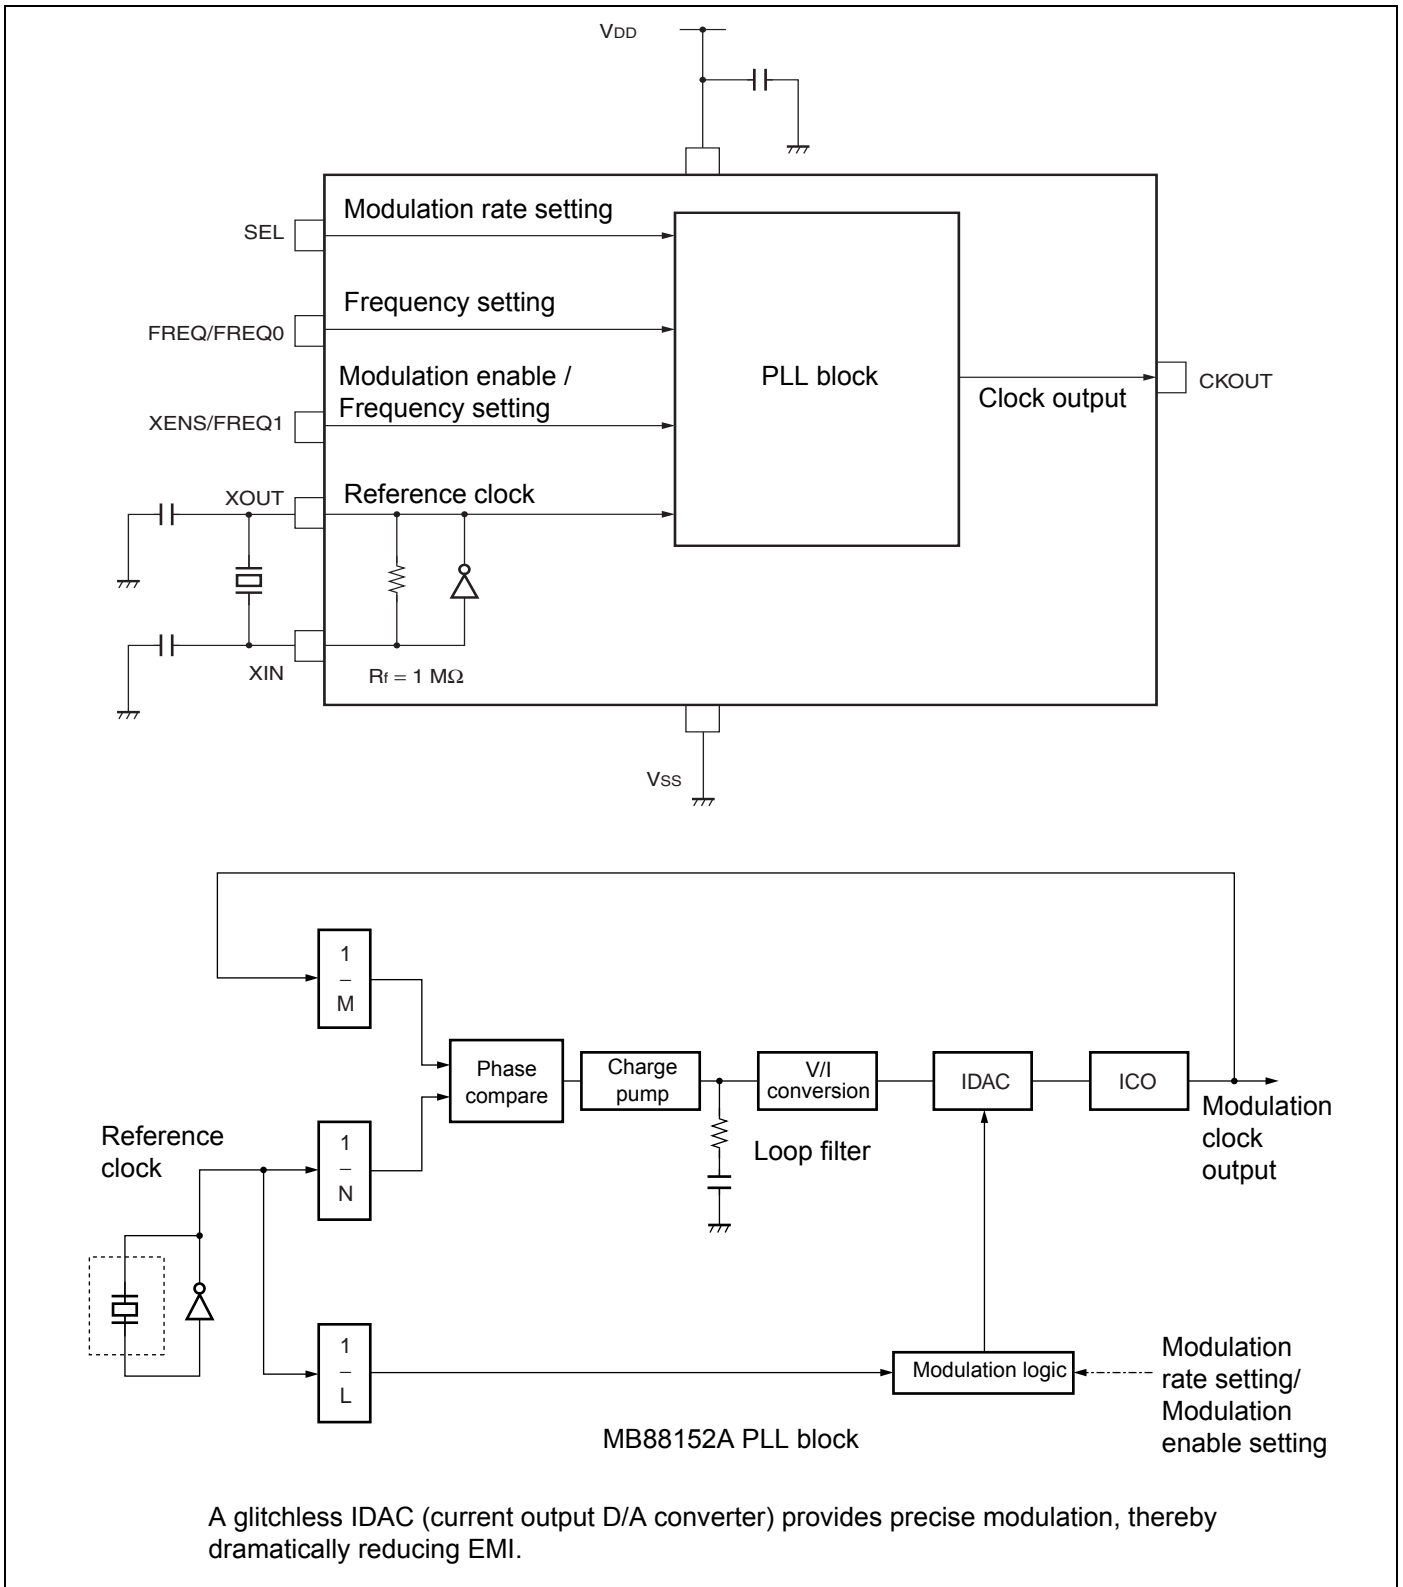 VDD
SEL
Modulation rate setting
FREQ/FREQ0
Frequency setting
XENS/FREQ1
Modulation enable /
Frequency setting
PLL block
Clock output
CKOUT
XOUT
Reference clock
XIN
Rf = 1 MΩ
VSS
1
M
Phase
compare
Charge
pump
V/I
conversion
IDAC
ICO
Modulation
clock
output
Loop filter
Reference
clock
1
N
1
L
Modulation logic
Modulation
rate setting/
Modulation
enable setting
MB88152A PLL block
A glitchless IDAC (current output D/A converter) provides precise modulation, thereby
dramatically reducing EMI.